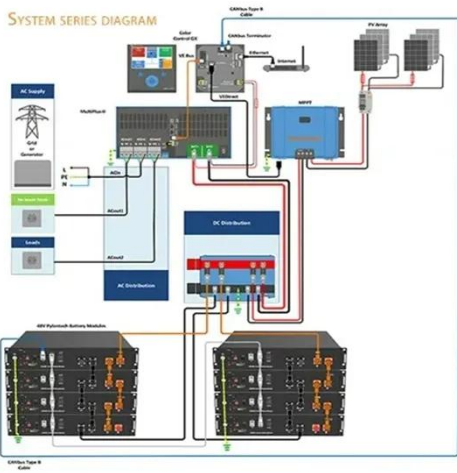 SYSTEM SERIES DIAGRAM
CANbus Type B
Cable
Color
Control GX
CANbus Terminator
PV Array
VE Bus
Ethernet
Internet
AC Supply
VEDirect
MPPT
MultiPlus-II
Grid
or
Generator
L
PE
N
ACin
ACout1
Loads
DC Distribution
ACout2
AC Distribution
48V Pylontech Battery Modules
CANbus Type B
Cable